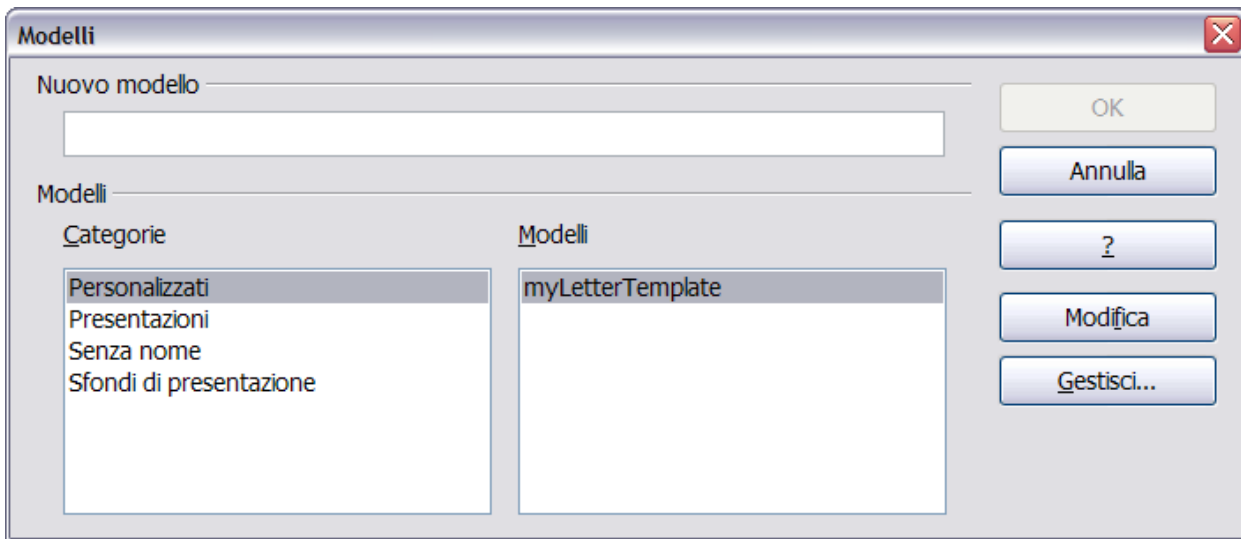 Modelli
Nuovo modello
OK
Annulla
Modelli
Categorie
Modelli
?
Personalizzati
Presentazioni
Senza nome
Sfondi di presentazione
myLetterTemplate
Modifica
Gestisci...